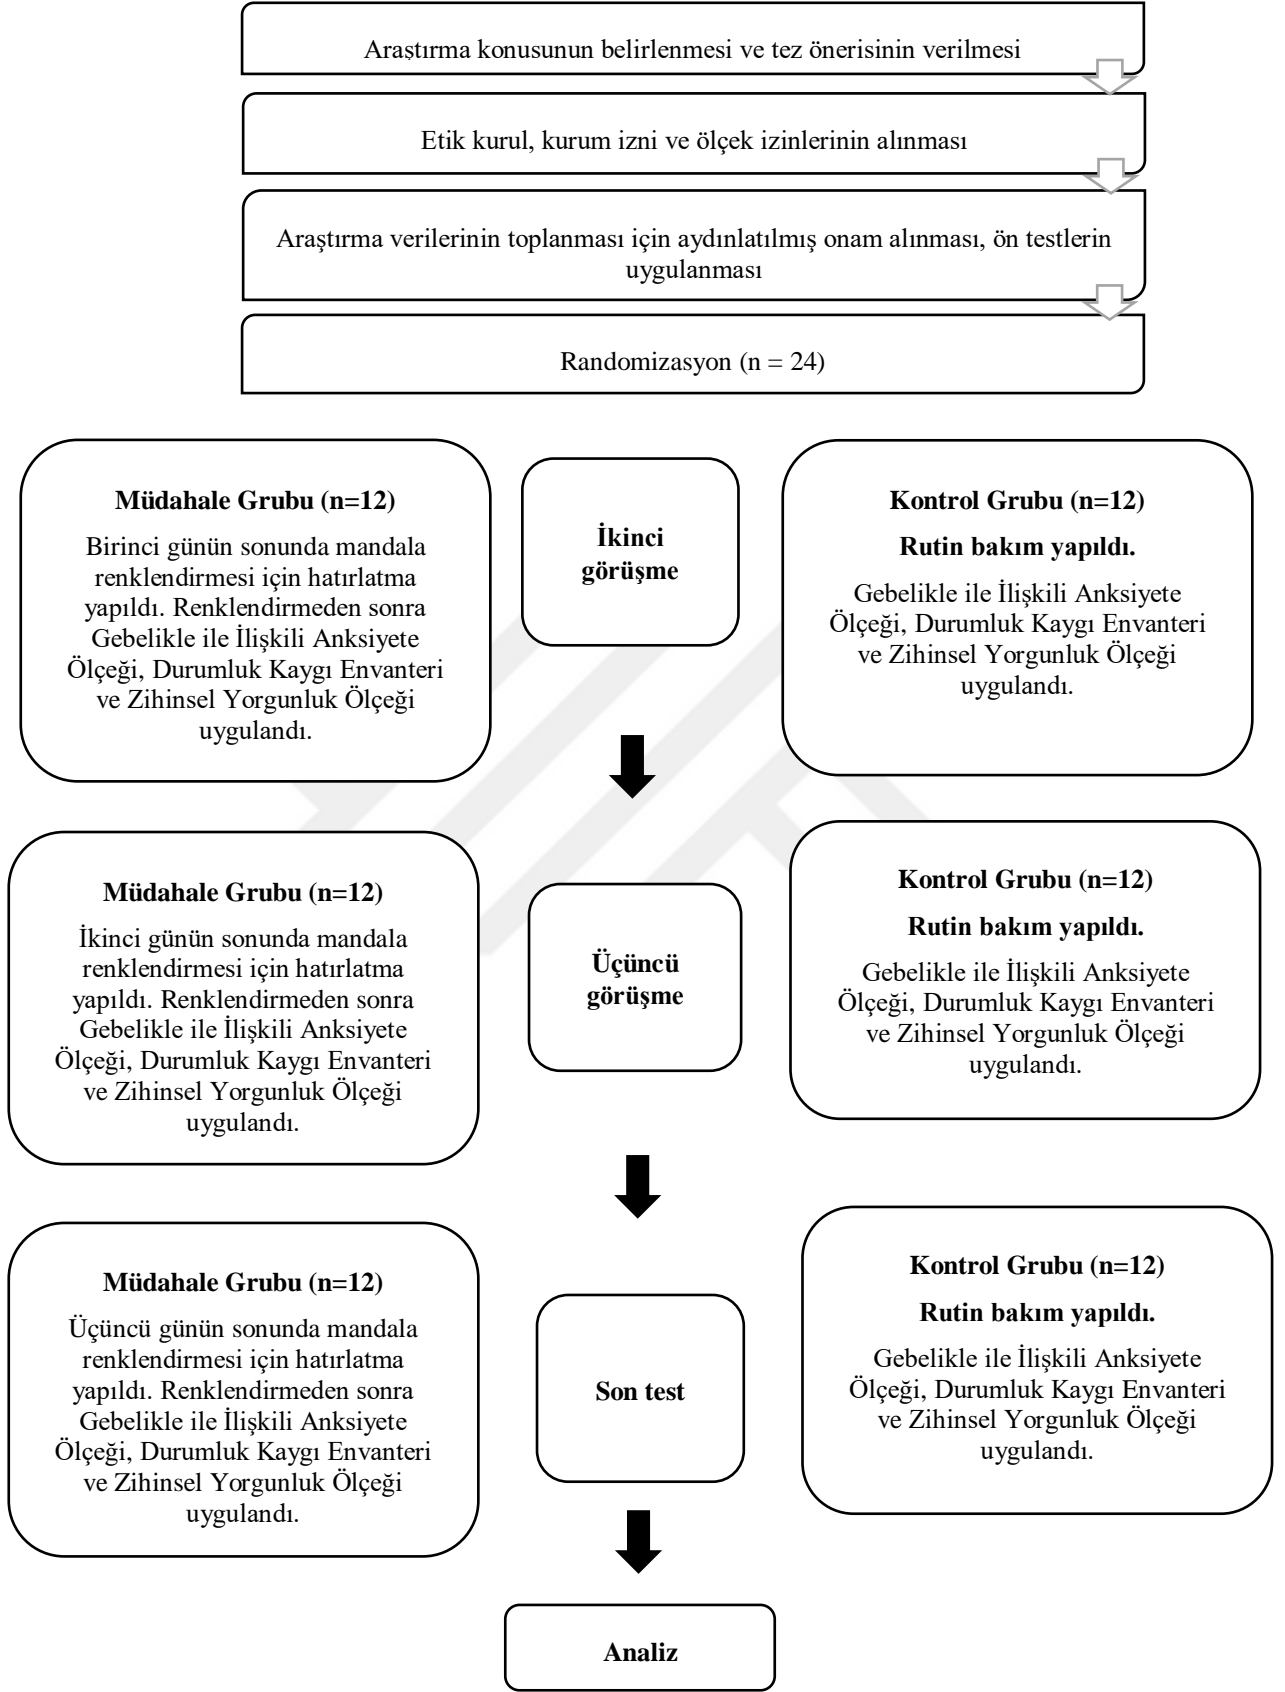 Araştırma konusunun belirlenmesi ve tez önerisinin verilmesi
Etik kurul, kurum izni ve ölçek izinlerinin alınması
Araştırma verilerinin toplanması için aydınlatılmış onam alınması, ön testlerin
uygulanması
Randomizasyon (n = 24)
Müdahale Grubu (n=12)
Birinci günün sonunda mandala
renklendirmesi için hatırlatma
yapıldı. Renklendirmeden sonra
Gebelikle ile İlişkili Anksiyete
Ölçeği, Durumluk Kaygı Envanteri
ve Zihinsel Yorgunluk Ölçeği
uygulandı.
İkinci
görüşme
Kontrol Grubu (n=12)
Rutin bakım yapıldı.
Gebelikle ile İlişkili Anksiyete
Ölçeği, Durumluk Kaygı Envanteri
ve Zihinsel Yorgunluk Ölçeği
uygulandı.
Müdahale Grubu (n=12)
İkinci günün sonunda mandala
renklendirmesi için hatırlatma
yapıldı. Renklendirmeden sonra
Gebelikle ile İlişkili Anksiyete
Ölçeği, Durumluk Kaygı Envanteri
ve Zihinsel Yorgunluk Ölçeği
uygulandı.
Üçüncü
görüşme
Kontrol Grubu (n=12)
Rutin bakım yapıldı.
Gebelikle ile İlişkili Anksiyete
Ölçeği, Durumluk Kaygı Envanteri
ve Zihinsel Yorgunluk Ölçeği
uygulandı.
Müdahale Grubu (n=12)
Üçüncü günün sonunda mandala
renklendirmesi için hatırlatma
yapıldı. Renklendirmeden sonra
Gebelikle ile İlişkili Anksiyete
Ölçeği, Durumluk Kaygı Envanteri
ve Zihinsel Yorgunluk Ölçeği
uygulandı.
Son test
Kontrol Grubu (n=12)
Rutin bakım yapıldı.
Gebelikle ile İlişkili Anksiyete
Ölçeği, Durumluk Kaygı Envanteri
ve Zihinsel Yorgunluk Ölçeği
uygulandı.
Analiz